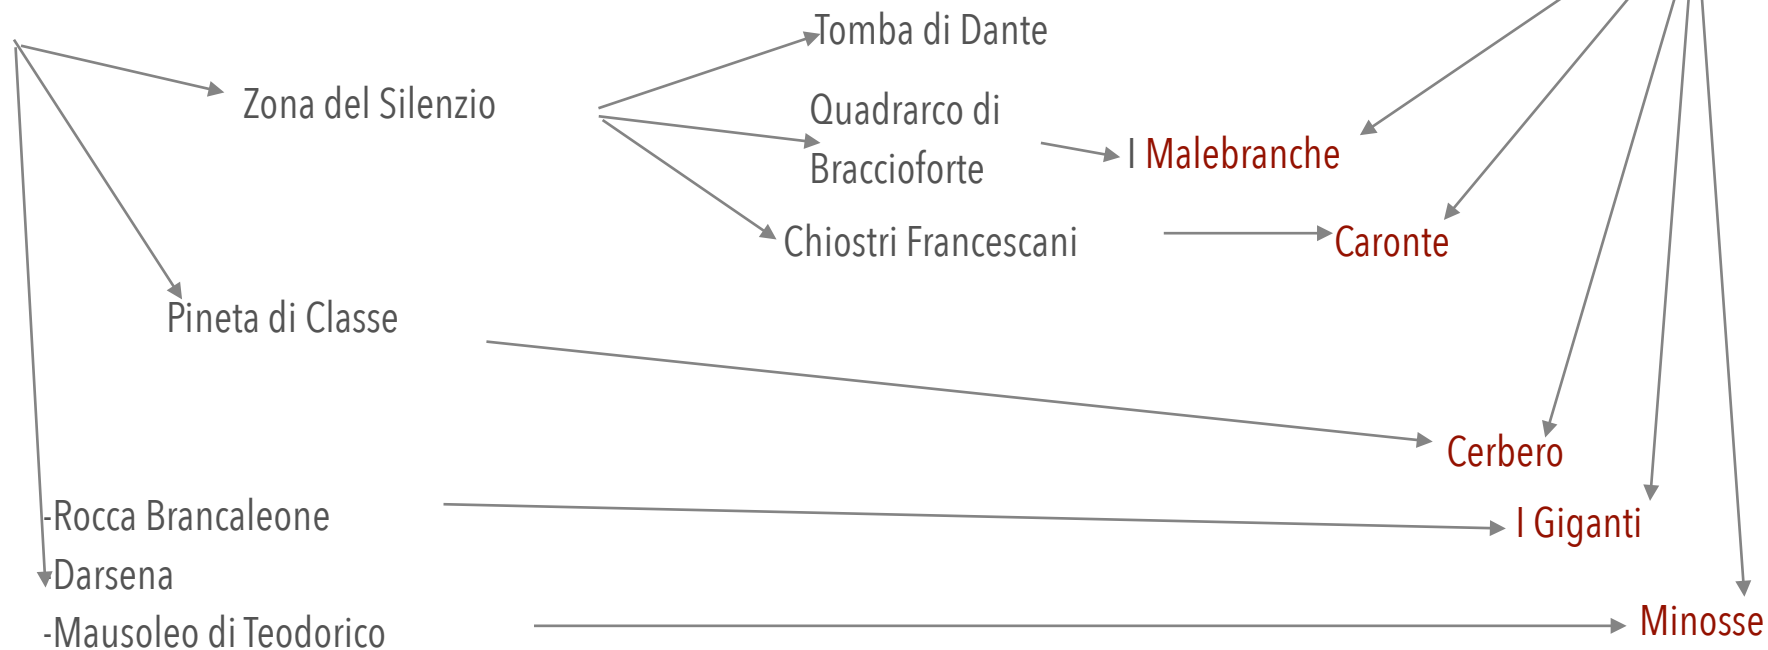 Tomba di Dante
Zona del Silenzio
Quadrarco di
Braccioforte
I Malebranche
Chiostri Francescani
Caronte
Pineta di Classe
Cerbero
-Rocca Brancaleone
I Giganti
-Darsena
-Mausoleo di Teodorico
Minosse